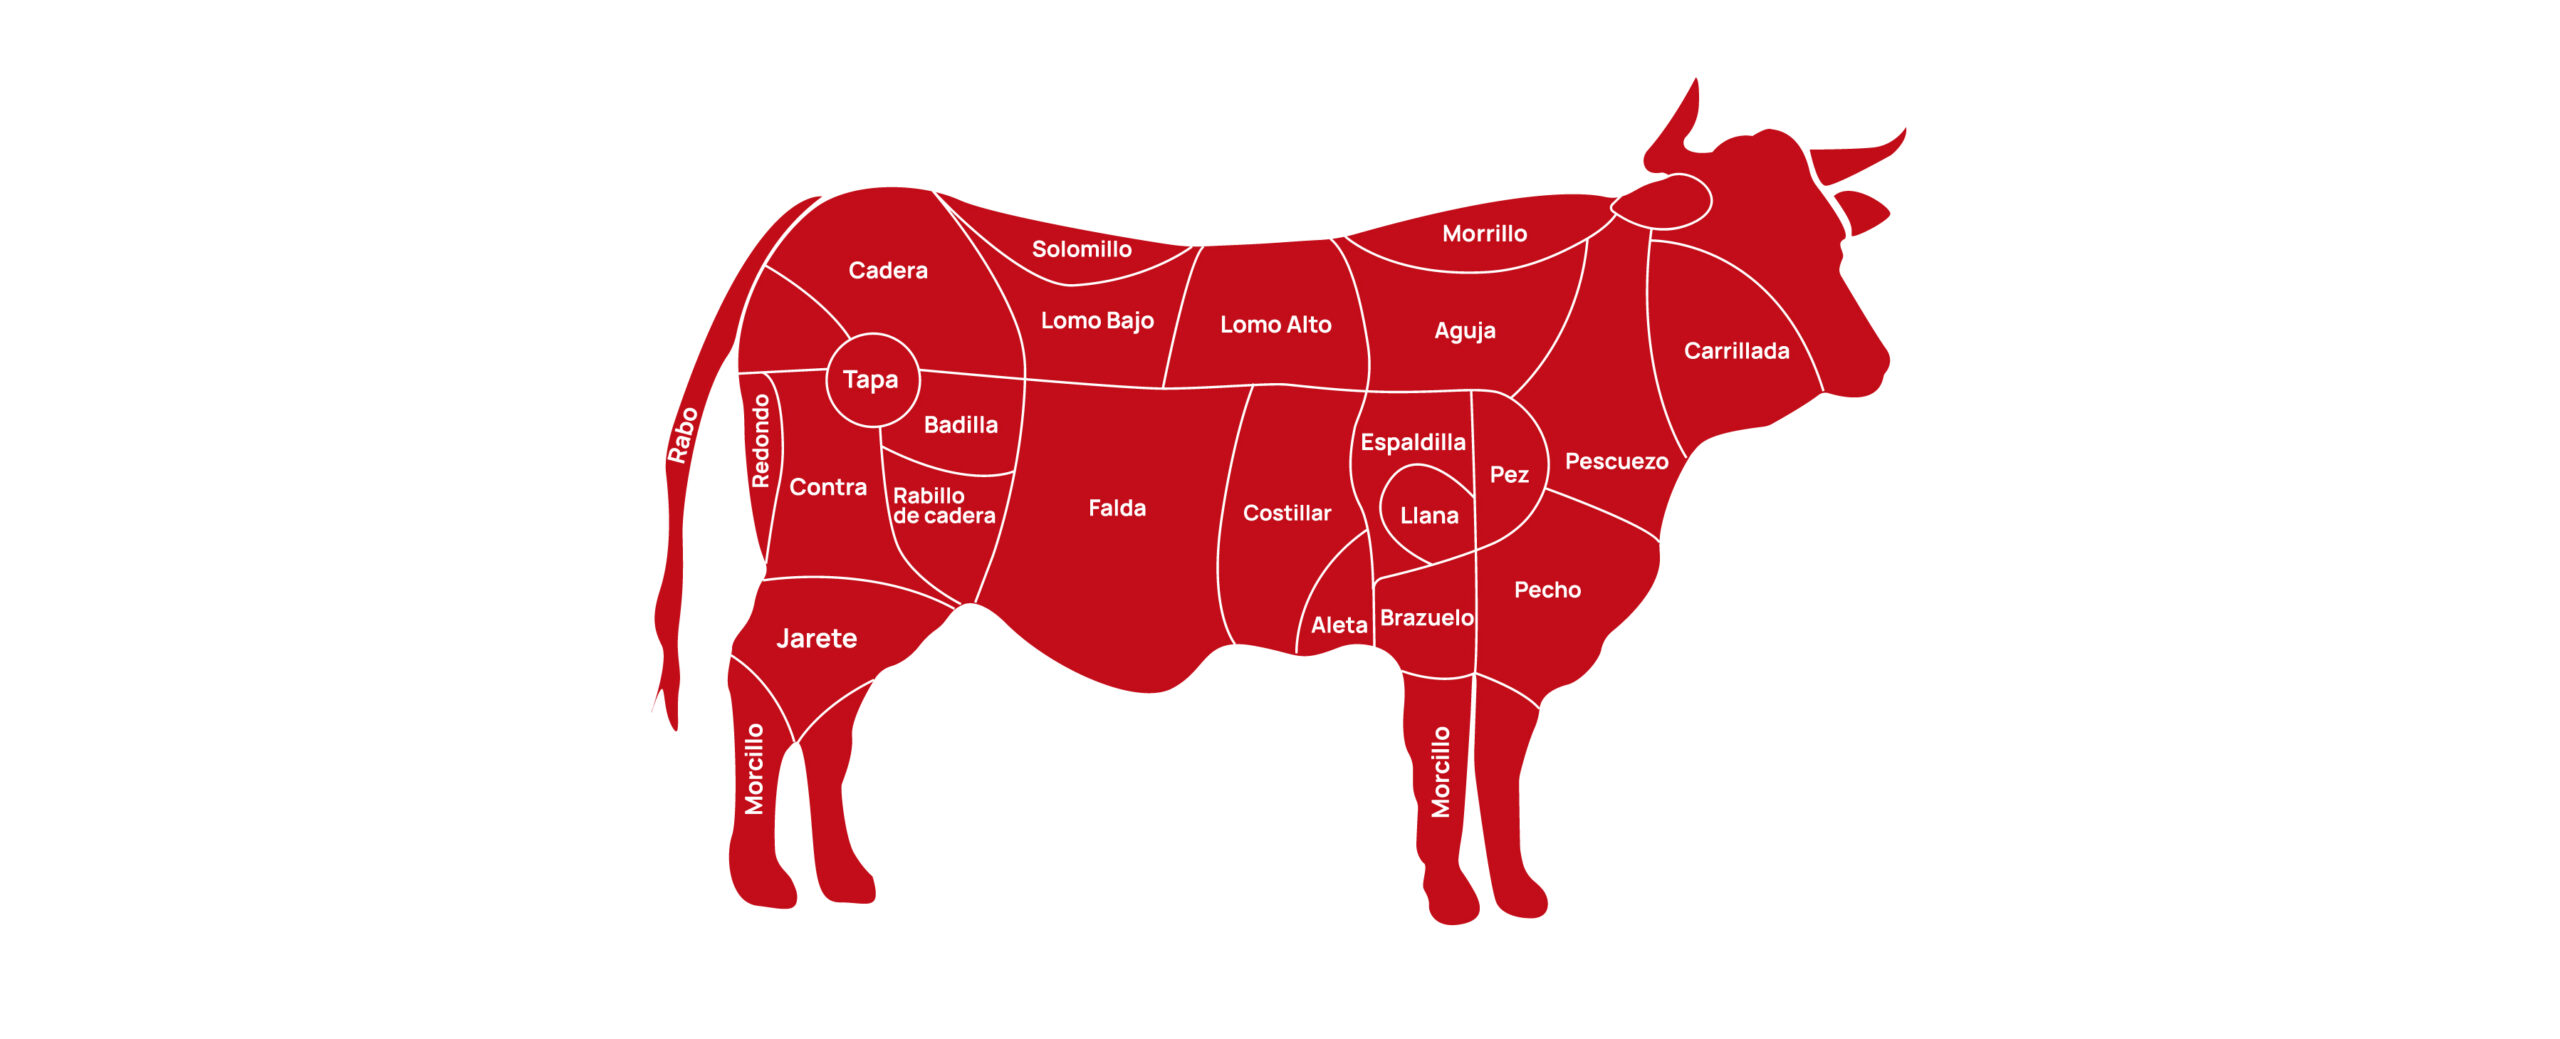 Morrillo
Solomillo
Cadera
Lomo Bajo
Lomo Alto
Aguja
Carrillada
Tapa
Badilla
Rabo
Redondo
Espaldilla
Pez
Pescuezo
Contra
Rabillo
de cadera
Falda
Costillar
Llana
Pecho
Aleta
Brazuelo
Jarete
Morcillo
Morcillo